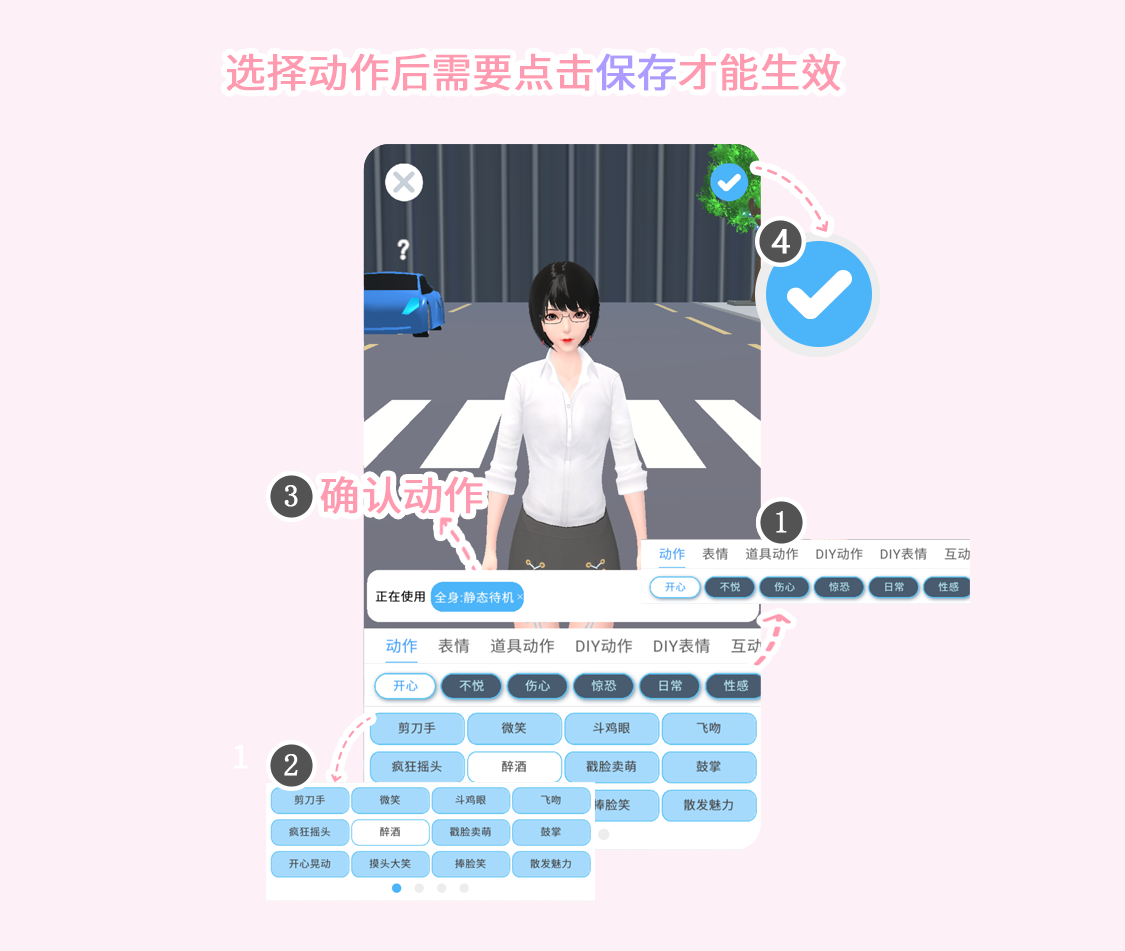 选择动作后需要点击保存才能生效
?
4
3 确认动作
1
动作 表情 道具动作 DIY动作 DIY表情 互动
开心 不悦 伤心 惊恐 日常 性感
正在使用 全身:静态待机×
动作 表情 道具动作 DIY动作 DIY表情 互动
开心 不悦 伤心 惊恐 日常 性感
剪刀手 微笑 斗鸡眼 飞吻
疯狂摇头 醉酒 戳脸卖萌 鼓掌
捧脸笑 散发魅力
1
2
剪刀手 微笑 斗鸡眼 飞吻
疯狂摇头 醉酒 戳脸卖萌 鼓掌
开心晃动 摸头大笑 捧脸笑 散发魅力